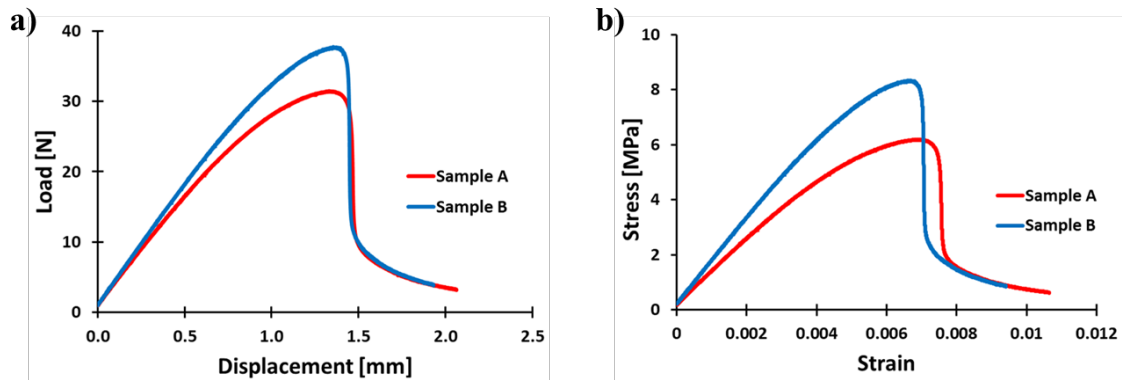 a)
40
30
20
10
0
Load [N]
Sample A
Sample B
0.0 0.5 1.0 1.5 2.0 2.5
Displacement [mm]
b)
10
8
6
4
2
0
Stress [MPa]
Sample A
Sample B
0 0.002 0.004 0.006 0.008 0.01 0.012
Strain